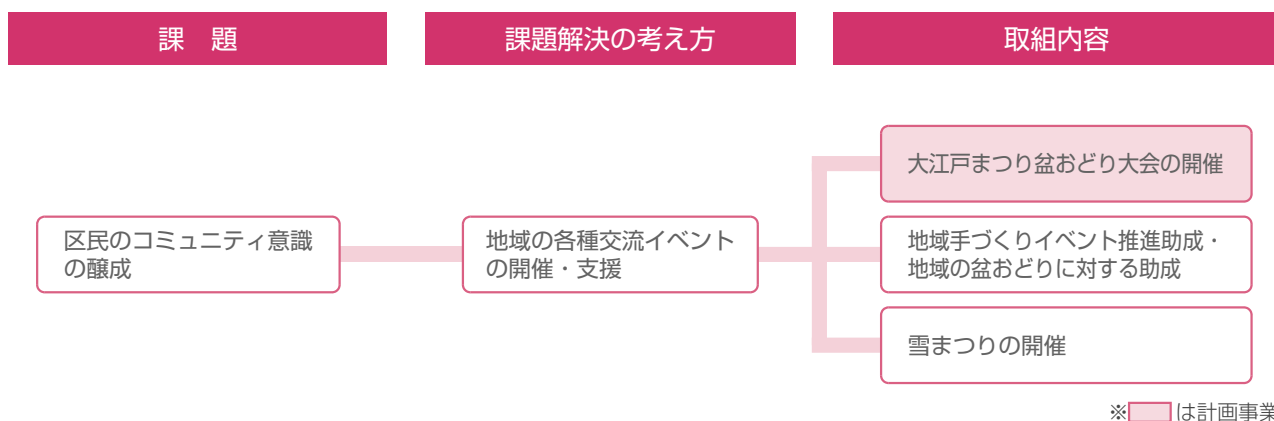 課　題
課題解決の考え方
取組内容
区民のコミュニティ意識
の醸成
地域の各種交流イベント
の開催・支援
大江戸まつり盆おどり大会の開催
地域手づくりイベント推進助成・
地域の盆おどりに対する助成
雪まつりの開催
※　　は計画事業